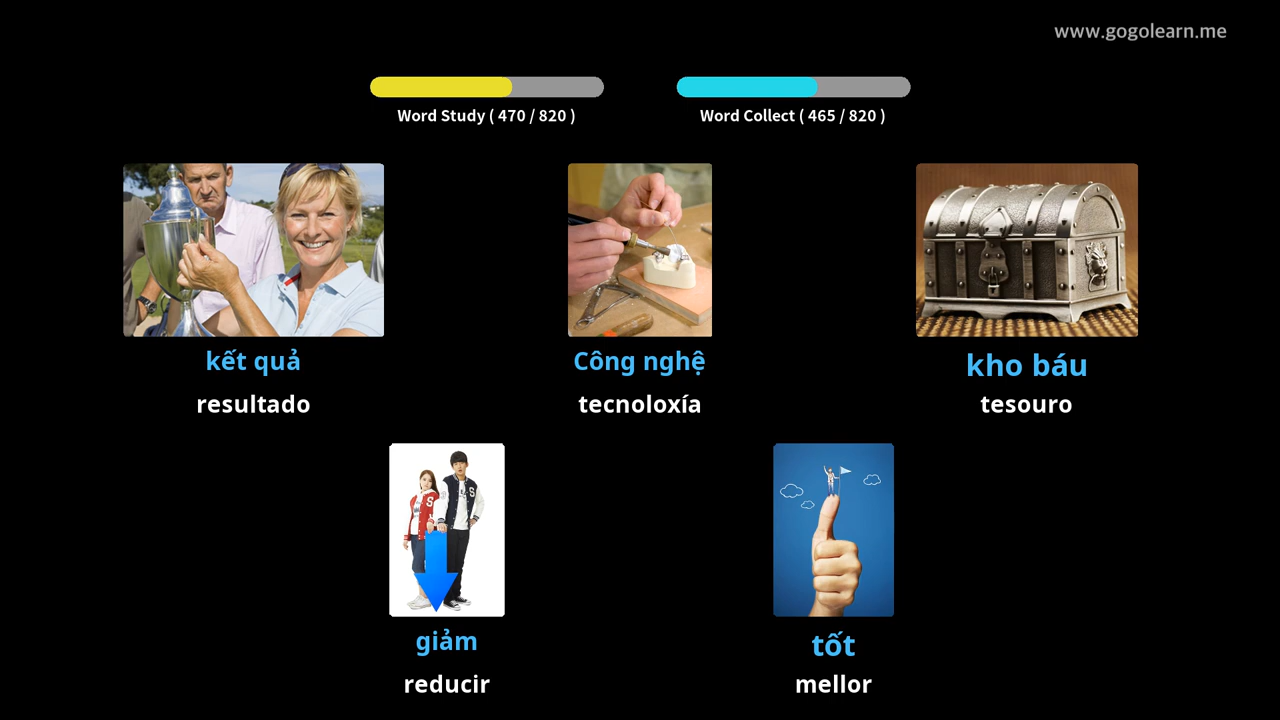 www.gogolearn.me
Word Study ( 470 / 820 )
Word Collect ( 465 / 820 )
kết quả
resultado
Công nghệ
tecnoloxía
kho báu
tesouro
giảm
reducir
tốt
mellor